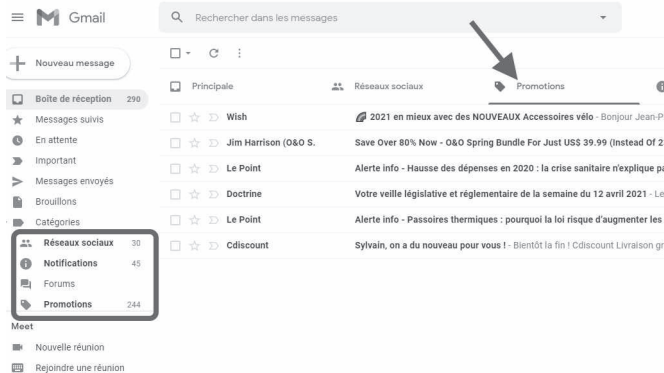 Gmail
Rechercher dans les messages
Nouveau message
Principale
Réseaux sociaux
Promotions
Boîte de réception 290
Messages suivis
En attente
Important
Messages envoyés
Brouillons
Catégories
Réseaux sociaux 30
Notifications 45
Forums
Promotions 244
Meet
Nouvelle réunion
Rejoindre une réunion
Wish 2021 en mieux avec des NOUVEAUX Accessoires vélo - Bonjour Jean-P
Jim Harrison (O&O S. Save Over 80% Now - O&O Spring Bundle For Just US$ 39.99 (Instead Of 2
Le Point Alerte info - Hausse des dépenses en 2020 : la crise sanitaire n'explique pa
Doctrine Votre veille législative et réglementaire de la semaine du 12 avril 2021 - Le
Le Point Alerte info - Passoires thermiques : pourquoi la loi risque d'augmenter les
Cdiscount Sylvain, on a du nouveau pour vous ! - Bientôt la fin ! Cdiscount Livraison gr